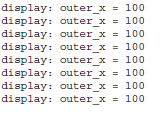 display: outer_x = 100
display: outer_x = 100
display: outer_x = 100
display: outer_x = 100
display: outer_x = 100
display: outer_x = 100
display: outer_x = 100
display: outer_x = 100